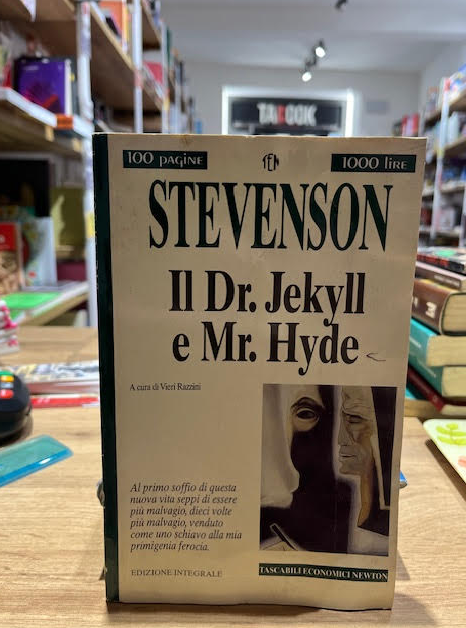 TABOOK
100 PAGINE
TEN
1000 LIRE
STEVENSON
Il Dr. Jekyll
e Mr. Hyde
A cura di Vieri Razzini
Al primo soffio di questa
nuova vita seppi di essere
più malvagio, dieci volte
più malvagio, venduto
come uno schiavo alla mia
primigenia ferocia.
EDIZIONE INTEGRALE
TASCABILI ECONOMICI NEWTON